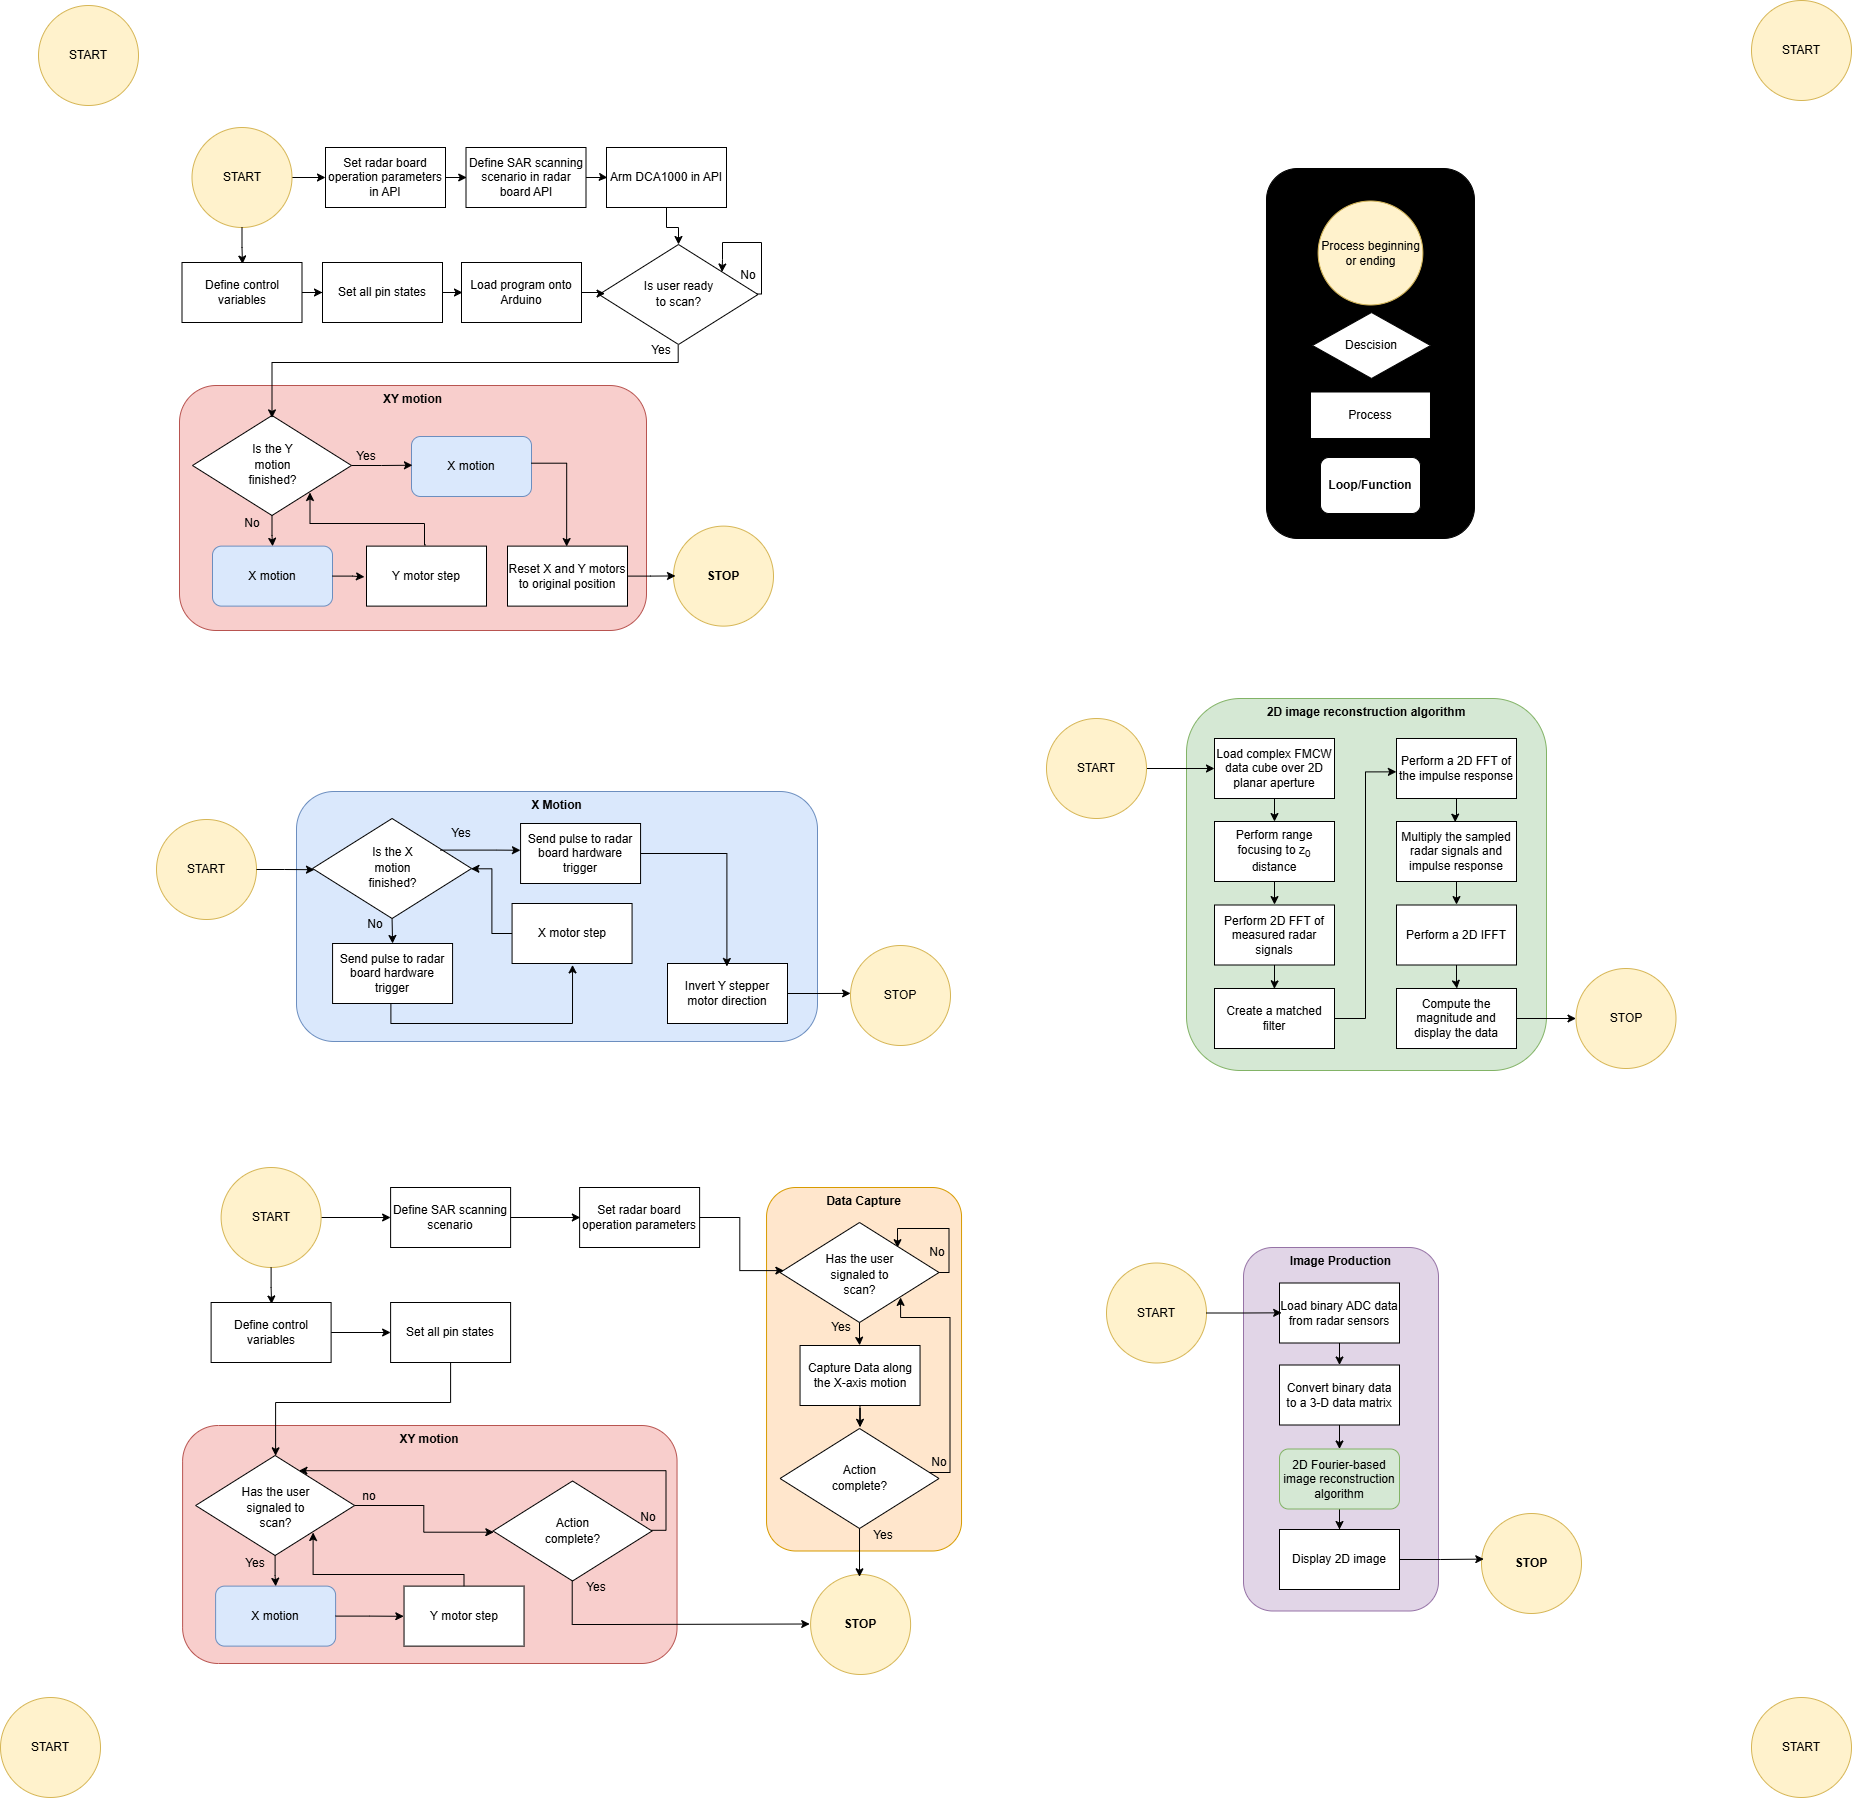 START
START
START
Set radar board
operation parameters
in API
Define SAR scanning
scenario in radar
board API
Arm DCA1000 in API
Define control
variables
Set all pin states
Load program onto
Arduino
Is user ready
to scan?
No
Yes
XY motion
Is the Y
motion
finished?
Yes
X motion
No
X motion
Y motor step
Reset X and Y motors
to original position
STOP
Process beginning
or ending
Descision
Process
Loop/Function
START
X Motion
Is the X
motion
finished?
Yes
Send pulse to radar
board hardware
trigger
No
X motor step
Send pulse to radar
board hardware
trigger
Invert Y stepper
motor direction
STOP
START
2D image reconstruction algorithm
Load complex FMCW
data cube over 2D
planar aperture
Perform range
focusing to z0
distance
Perform 2D FFT of
measured radar
signals
Create a matched
filter
Perform a 2D FFT of
the impulse response
Multiply the sampled
radar signals and
impulse response
Perform a 2D IFFT
Compute the
magnitude and
display the data
STOP
START
Define SAR scanning
scenario
Set radar board
operation parameters
Define control
variables
Set all pin states
Data Capture
Has the user
signaled to
scan?
No
Yes
Capture Data along
the X-axis motion
Action
complete?
No
Yes
XY motion
Has the user
signaled to
scan?
no
Action
complete?
No
Yes
Yes
X motion
Y motor step
STOP
START
Image Production
Load binary ADC data
from radar sensors
Convert binary data
to a 3-D data matrix
2D Fourier-based
image reconstruction
algorithm
Display 2D image
STOP
START
START